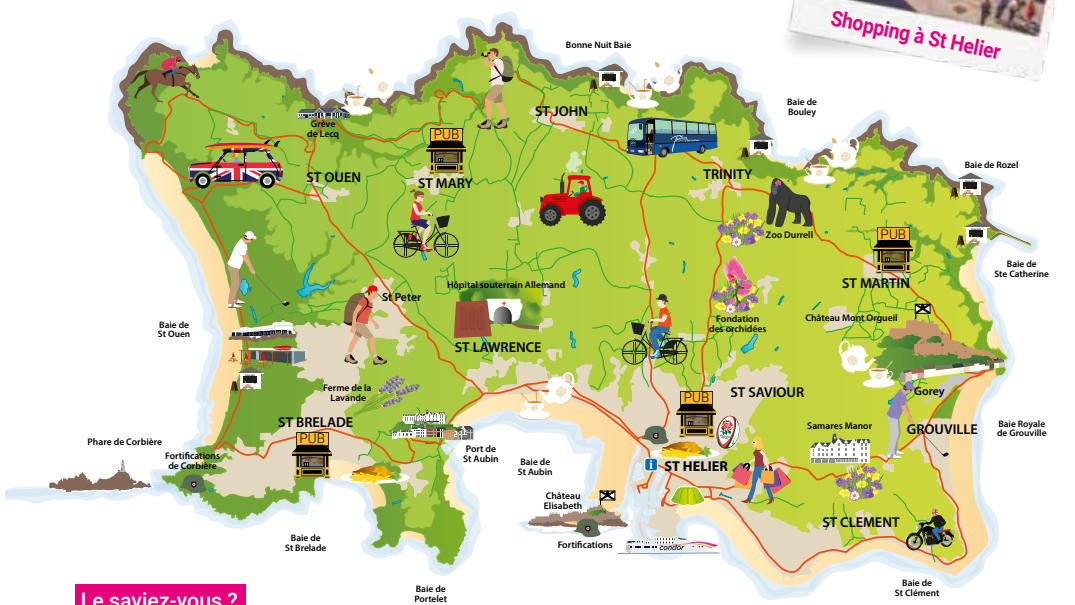 Shopping à St Helier
Bonne Nuit Baie
ST JOHN
Baie de
Bouley
Grève
de Lecq
PUB
ST OUEN
ST MARY
TRINITY
Baie de Rozel
Zoo Durrell
PUB
Baie de
Ste Catherine
ST MARTIN
Hôpital souterrain Allemand
St Peter
Fondation
des orchidées
Château Mont Orgueil
Baie de
St Ouen
ST LAWRENCE
Ferme de la
Lavande
ST SAVIOUR
Gorey
PUB
ST BRELADE
PUB
Samares Manor
GROUVILLE
Baie Royale
de Grouville
Phare de Corbière
Fortifications
de Corbière
Port de
St Aubin
Baie de
St Aubin
i
ST HELIER
Château
Elisabeth
ST CLEMENT
Fortifications
condor
Baie de
St Brelade
Baie de
Portelet
Baie de
St Clément
Le saviez-vous ?